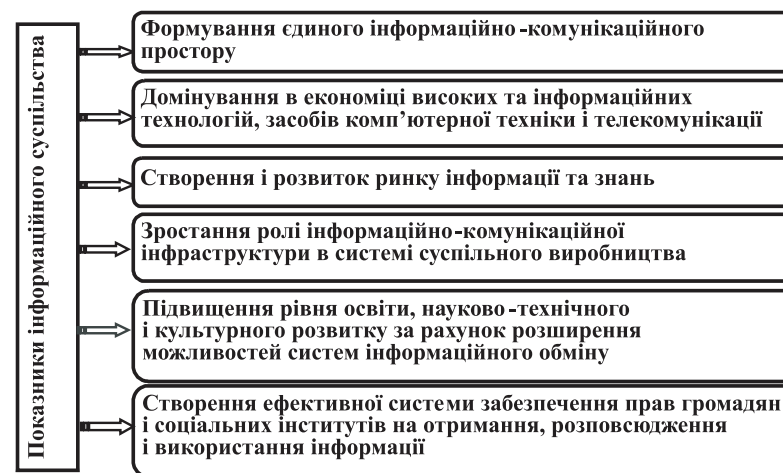 Показники інформаційного суспільства
Формування єдиного інформаційно-комунікаційного
простору
Домінування в економіці високих та інформаційних
технологій, засобів комп’ютерної техніки і телекомунікації
Створення і розвиток ринку інформації та знань
Зростання ролі інформаційно-комунікаційної
інфраструктури в системі суспільного виробництва
Підвищення рівня освіти, науково-технічного
і культурного розвитку за рахунок розширення
можливостей систем інформаційного обміну
Створення ефективної системи забезпечення прав громадян
і соціальних інститутів на отримання, розповсюдження
і використання інформації